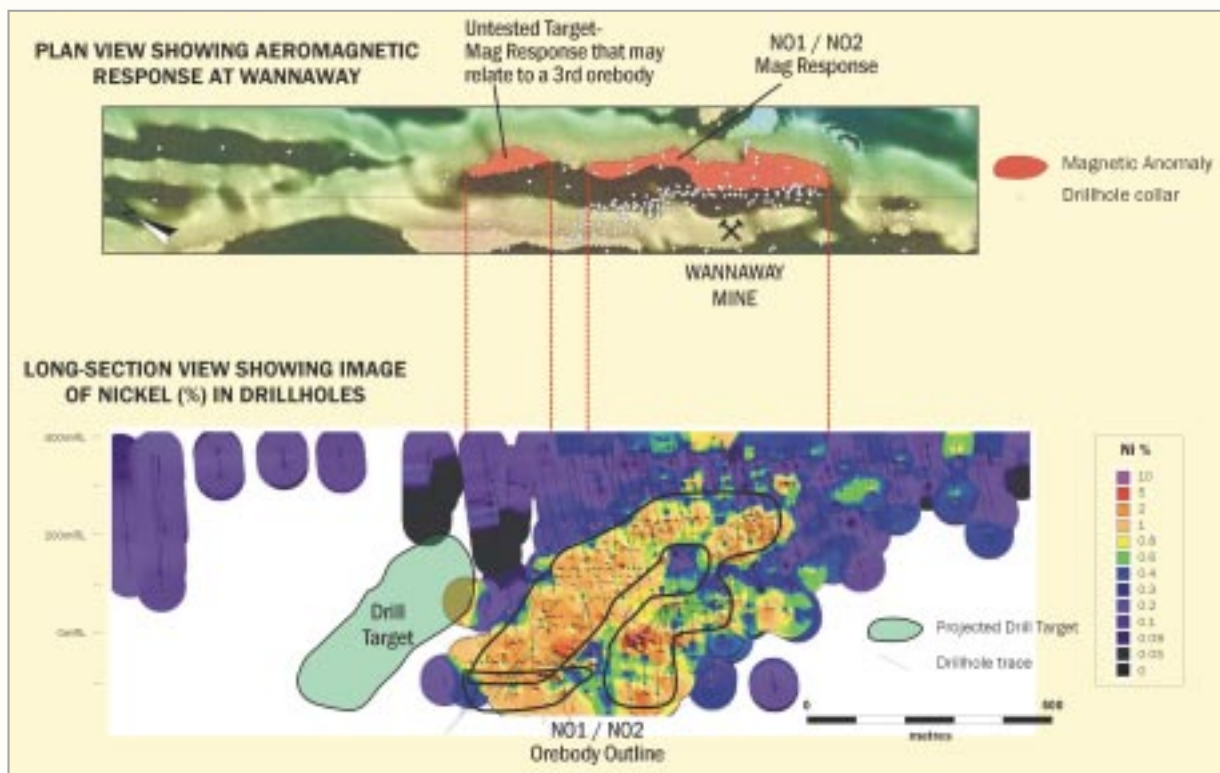 PLAN VIEW SHOWING AEROMAGNETIC
RESPONSE AT WANNAWAY
Untested Target-
Mag Response that may
relate to a 3rd orebody
NO1 / NO2
Mag Response
Magnetic Anomaly
Drillhole collar
WANNAWAY
MINE
LONG-SECTION VIEW SHOWING IMAGE
OF NICKEL (%) IN DRILLHOLES
200mRL
0mRL
Drill
Target
Ni %
10
5
2
1
0.8
0.6
0.4
0.3
0.2
0.1
0.05
0
Projected Drill Target
Drillhole trace
0
metres
NO1 / NO2
Orebody Outline